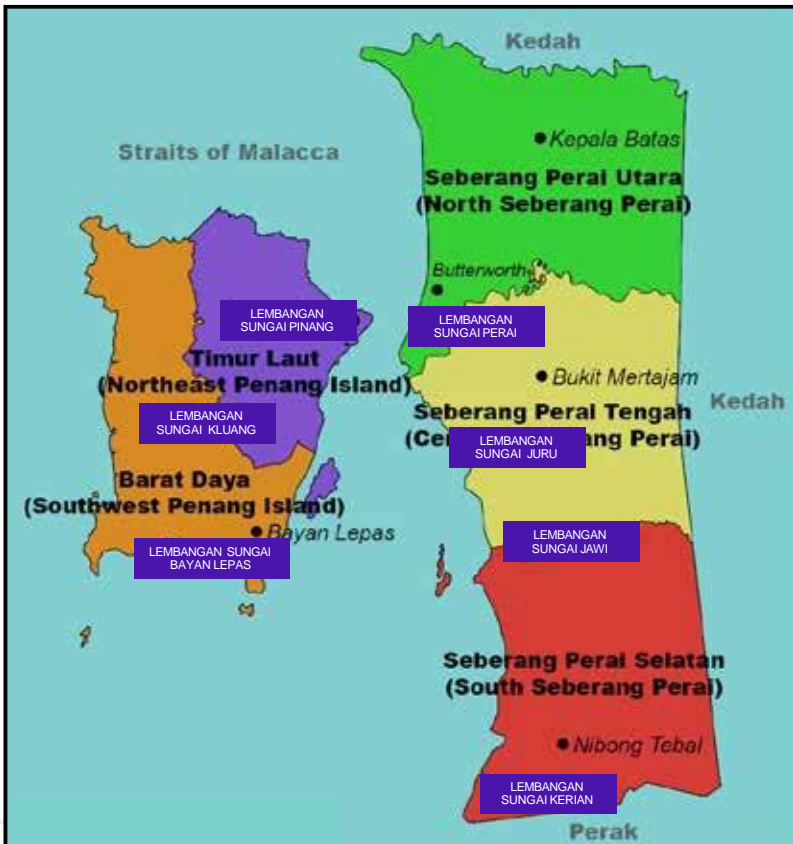 Kedah
Straits of Malacca
Kepala Batas
Seberang Perai Utara
(North Seberang Perai)
Butterworth
LEMBANGAN
SUNGAI PINANG
LEMBANGAN
SUNGAI PERAI
Timur Laut
(Northeast Penang Island)
Bukit Mertajam
Kedah
LEMBANGAN
SUNGAI KLUANG
Seberang Perai Tengah
(Ce ng Perai)
LEMBANGAN
SUNGAI JURU
Barat Daya
(Southwest Penang Island)
Bayan Lepas
LEMBANGAN SUNGAI
BAYAN LEPAS
LEMBANGAN
SUNGAI JAWI
Seberang Perai Selatan
(South Seberang Perai)
Nibong Tebal
LEMBANGAN
SUNGAI KERIAN
Perak